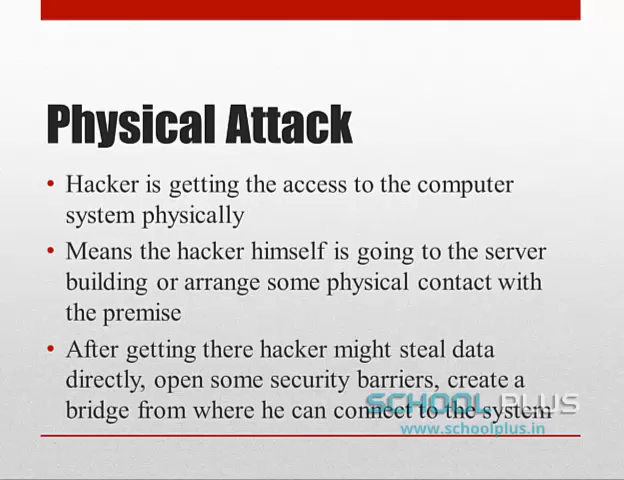 Physical Attack
• Hacker is getting the access to the computer
system physically
• Means the hacker himself is going to the server
building or arrange some physical contact with
the premise
• After getting there hacker might steal data
directly, open some security barriers, create a
bridge from where he can connect to the system
SCHOOL PLUS
www.schoolplus.in